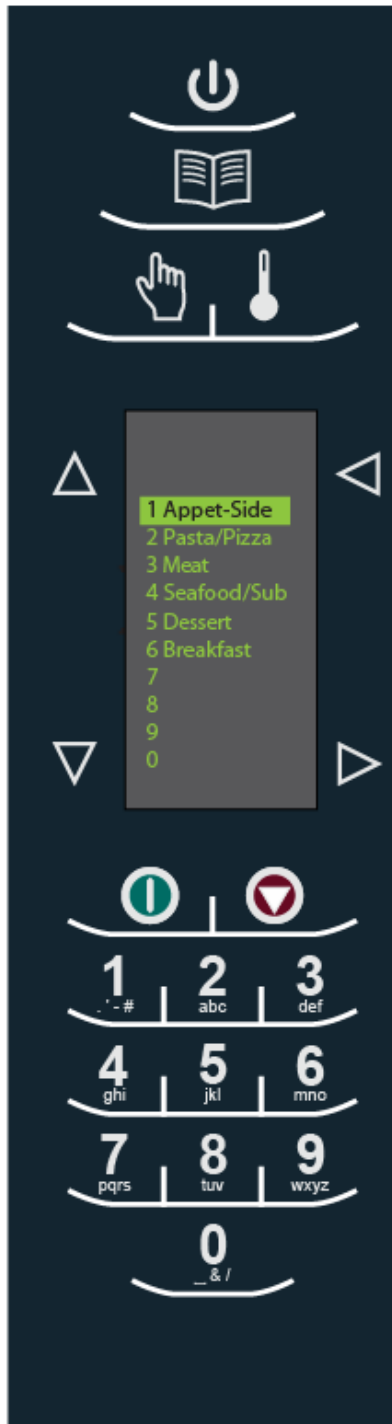 1 Appet-Side
2 Pasta/Pizza
3 Meat
4 Seafood/Sub
5 Dessert
6 Breakfast
7
8
9
0
1 2 3
. ' - # abc def
4 5 6
ghi jkl mno
7 8 9
pqrs tuv wxyz
0
_ & /